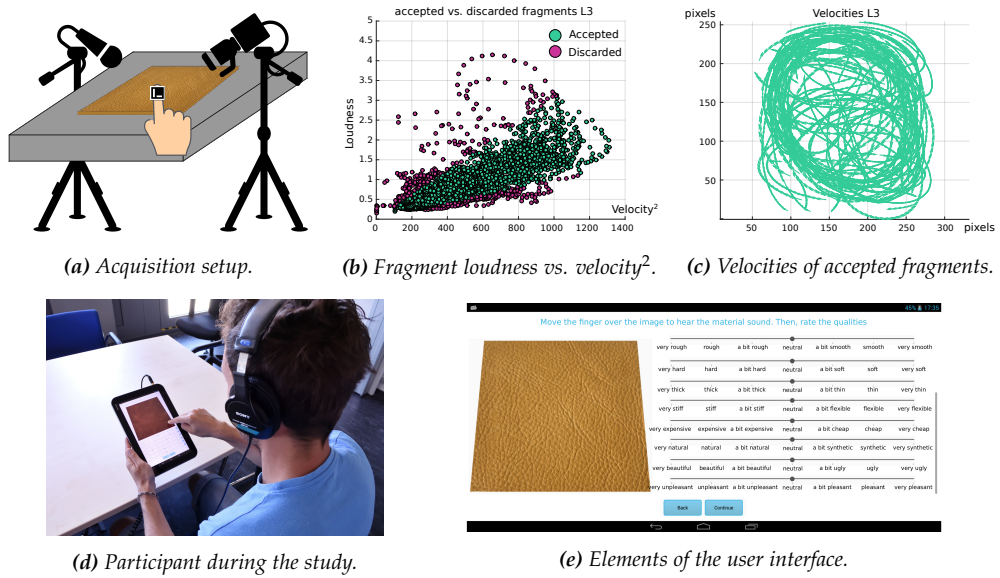 accepted vs. discarded fragments L3
Accepted
Discarded
Loudness
5
4.5
4
3.5
3
2.5
2
1.5
1
0.5
0
Velocity²
0 200 400 600 800 1000 1200 1400
pixels
Velocities L3
250
200
150
100
50
50 100 150 200 250 300
pixels
(a) Acquisition setup.
(b) Fragment loudness vs. velocity².
(c) Velocities of accepted fragments.
SONY
45% 17:35
Move the finger over the image to hear the material sound. Then, rate the qualities
very rough rough a bit rough neutral a bit smooth smooth very smooth
very hard hard a bit hard neutral a bit soft soft very soft
very thick thick a bit thick neutral a bit thin thin very thin
very stiff stiff a bit stiff neutral a bit flexible flexible very flexible
very expensive expensive a bit expensive neutral a bit cheap cheap very cheap
very natural natural a bit natural neutral a bit synthetic synthetic very synthetic
very beautiful beautiful a bit beautiful neutral a bit ugly ugly very ugly
very unpleasant unpleasant a bit unpleasant neutral a bit pleasant pleasant very pleasant
Back Continue
(d) Participant during the study.
(e) Elements of the user interface.